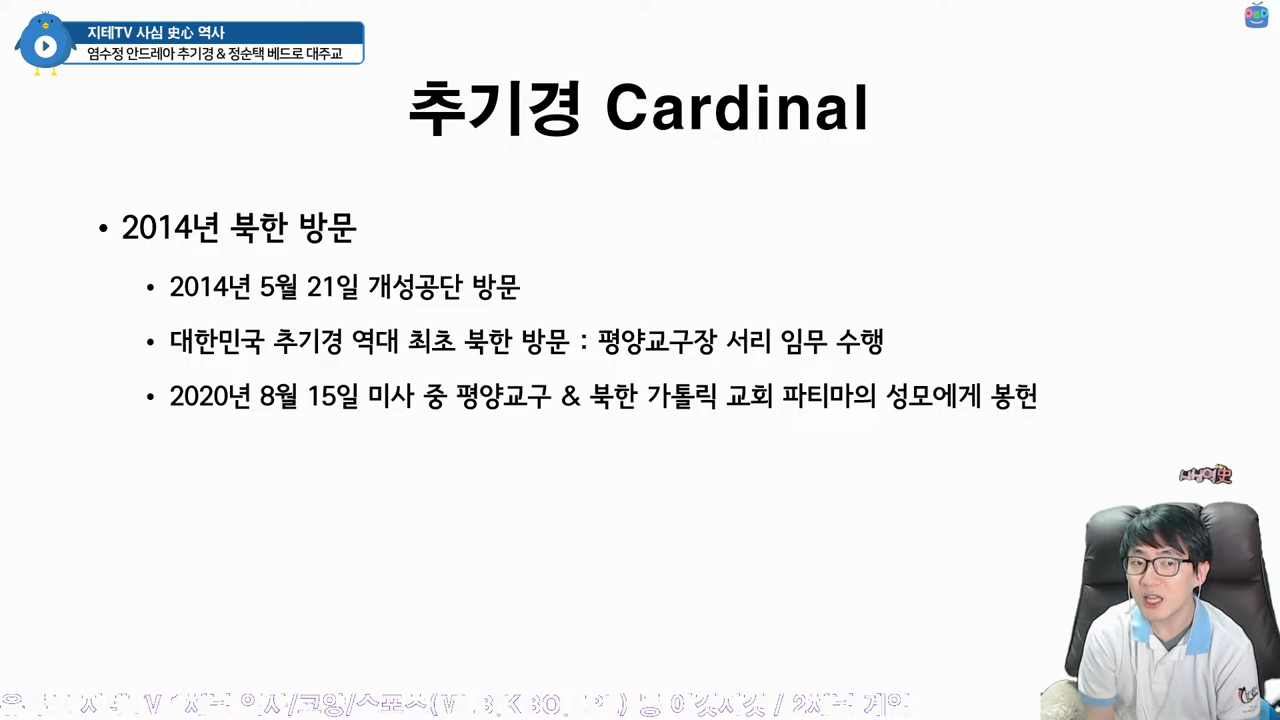 지테TV 사심 史心 역사
염수정 안드레아 추기경 & 정순택 베드로 대주교
추기경 Cardinal
• 2014년 북한 방문
• 2014년 5월 21일 개성공단 방문
• 대한민국 추기경 역대 최초 북한 방문 : 평양교구장 서리 임무 수행
• 2020년 8월 15일 미사 중 평양교구 & 북한 가톨릭 교회 파티마의 성모에게 봉헌
사심역史